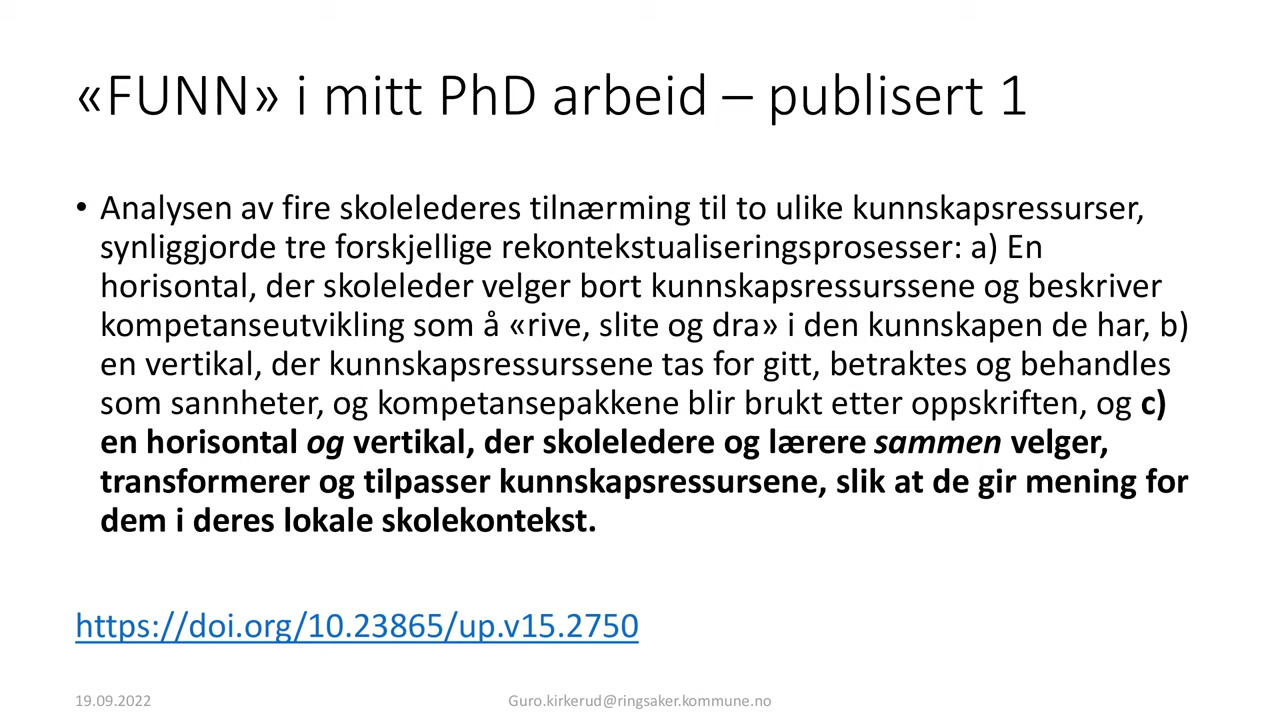 «FUNN» i mitt PhD arbeid – publisert 1
• Analysen av fire skolelederes tilnærming til to ulike kunnskapsressurser,
synliggjorde tre forskjellige rekontekstualiseringsprosesser: a) En
horisontal, der skoleleder velger bort kunnskapsressurssene og beskriver
kompetanseutvikling som å «rive, slite og dra» i den kunnskapen de har, b)
en vertikal, der kunnskapsressurssene tas for gitt, betraktes og behandles
som sannheter, og kompetansepakkene blir brukt etter oppskriften, og c)
en horisontal og vertikal, der skoleledere og lærere sammen velger,
transformerer og tilpasser kunnskapsressursene, slik at de gir mening for
dem i deres lokale skolekontekst.
https://doi.org/10.23865/up.v15.2750
19.09.2022
Guro.kirkerud@ringsaker.kommune.no